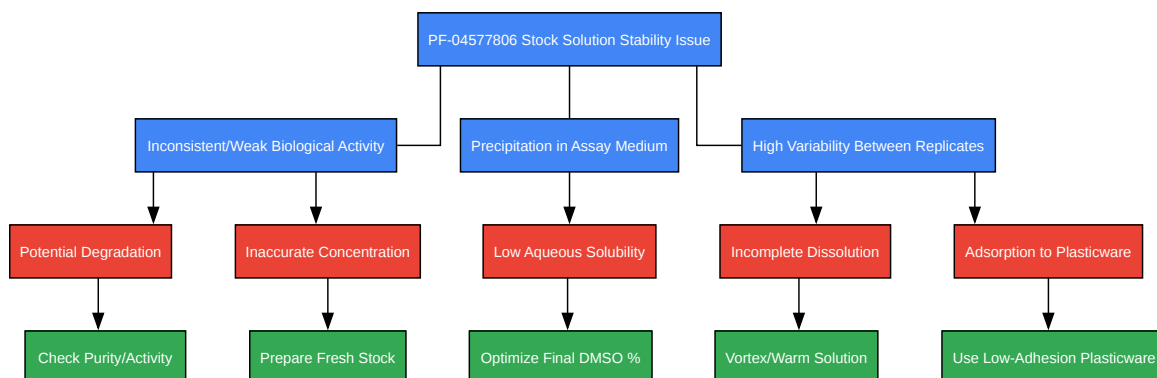 PF-04577806 Stock Solution Stability Issue
Inconsistent/Weak Biological Activity
Precipitation in Assay Medium
High Variability Between Replicates
Potential Degradation
Inaccurate Concentration
Low Aqueous Solubility
Incomplete Dissolution
Adsorption to Plasticware
Check Purity/Activity
Prepare Fresh Stock
Optimize Final DMSO %
Vortex/Warm Solution
Use Low-Adhesion Plasticware